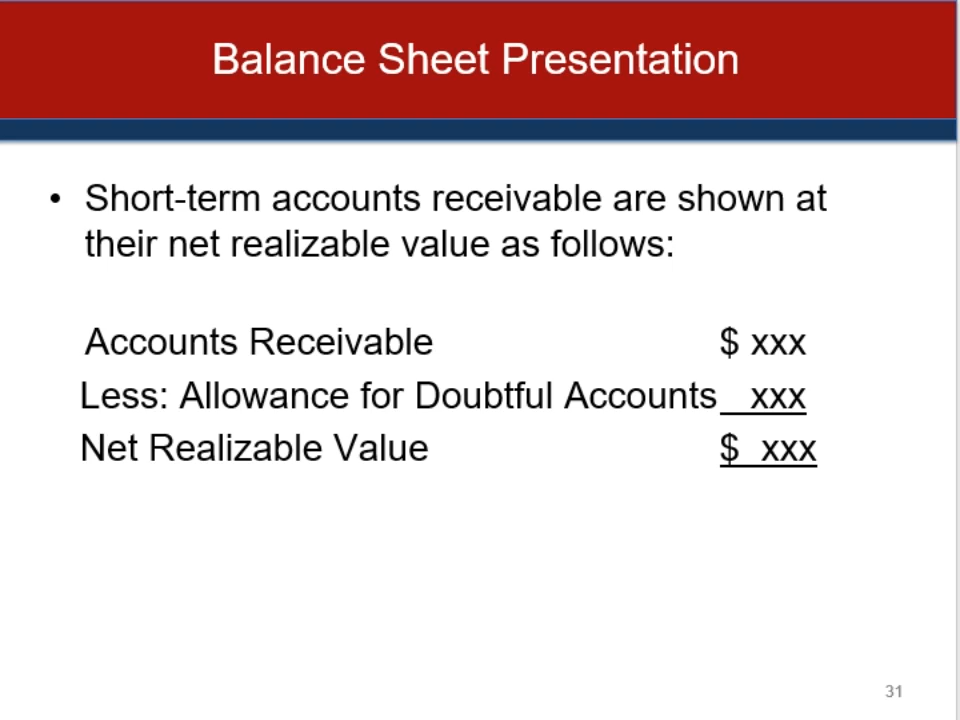 Balance Sheet Presentation
• Short-term accounts receivable are shown at
their net realizable value as follows:
Accounts Receivable $ xxx
Less: Allowance for Doubtful Accounts xxx
Net Realizable Value $ xxx
31